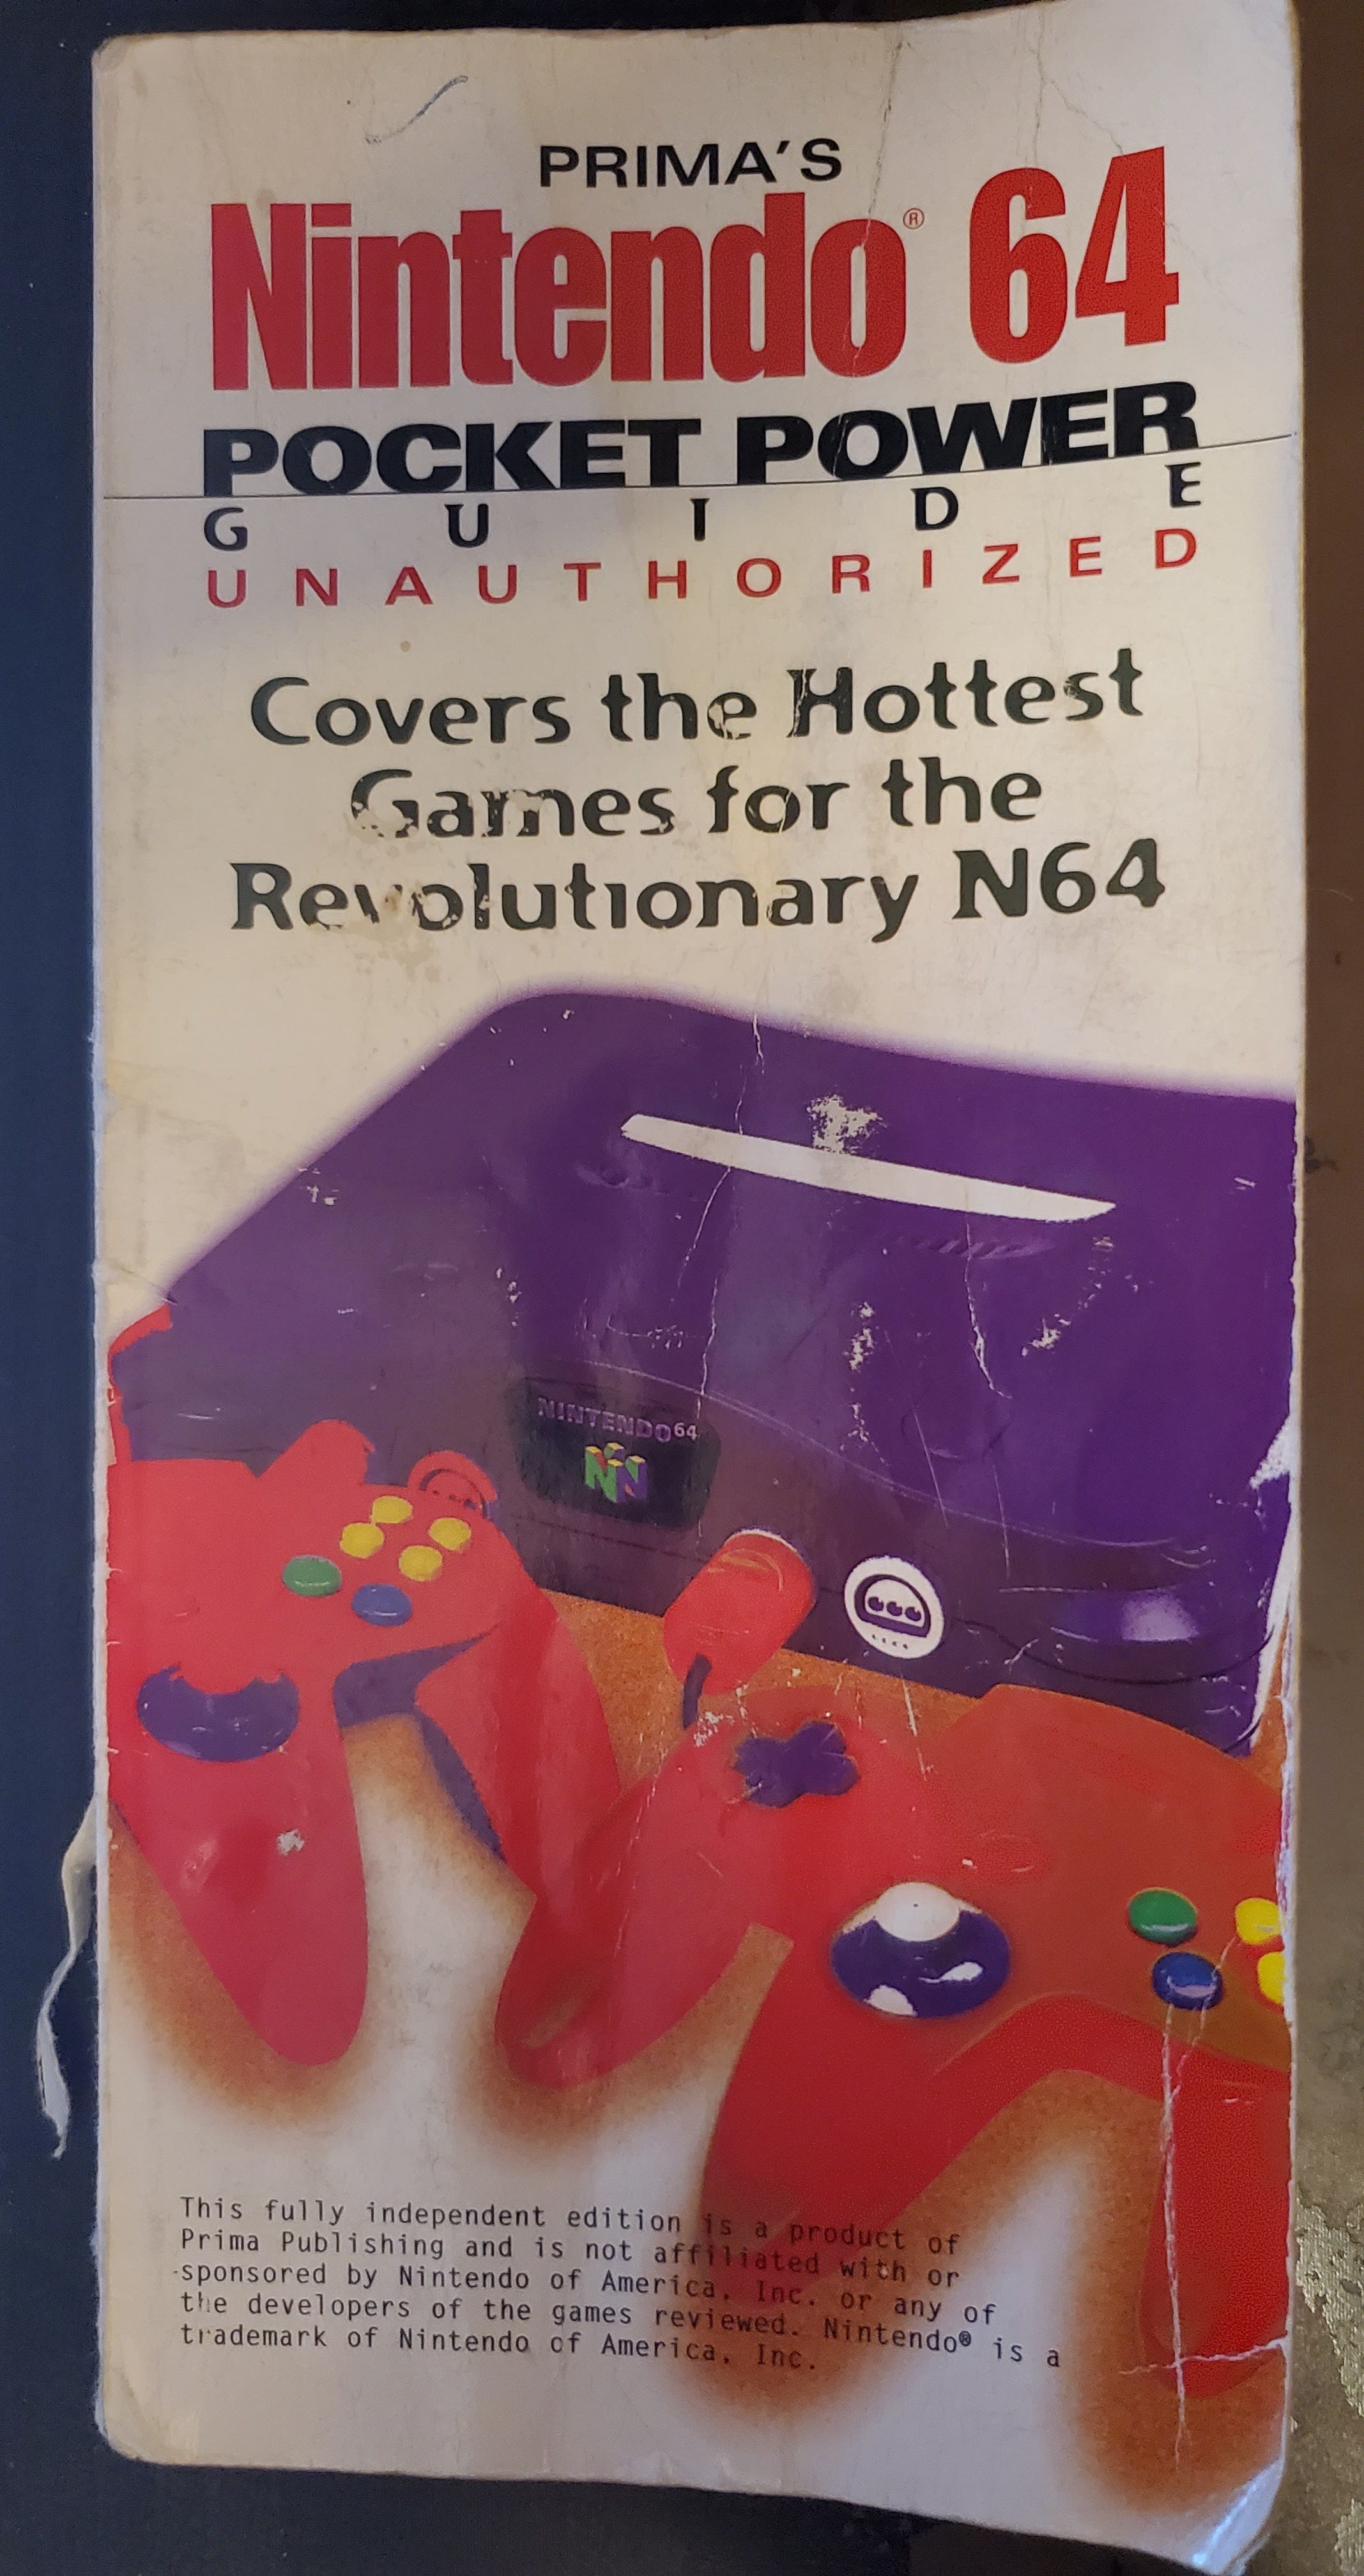 PRIMA'S
Nintendo® 64
POCKET POWER
GUIDE
UNAUTHORIZED
Covers the Hottest
Games for the
Revolutionary N64
NINTENDO64
This fully independent edition is a product of
Prima Publishing and is not affiliated with or
sponsored by Nintendo of America, Inc. or any of
the developers of the games reviewed. Nintendo® is a
trademark of Nintendo of America, Inc.